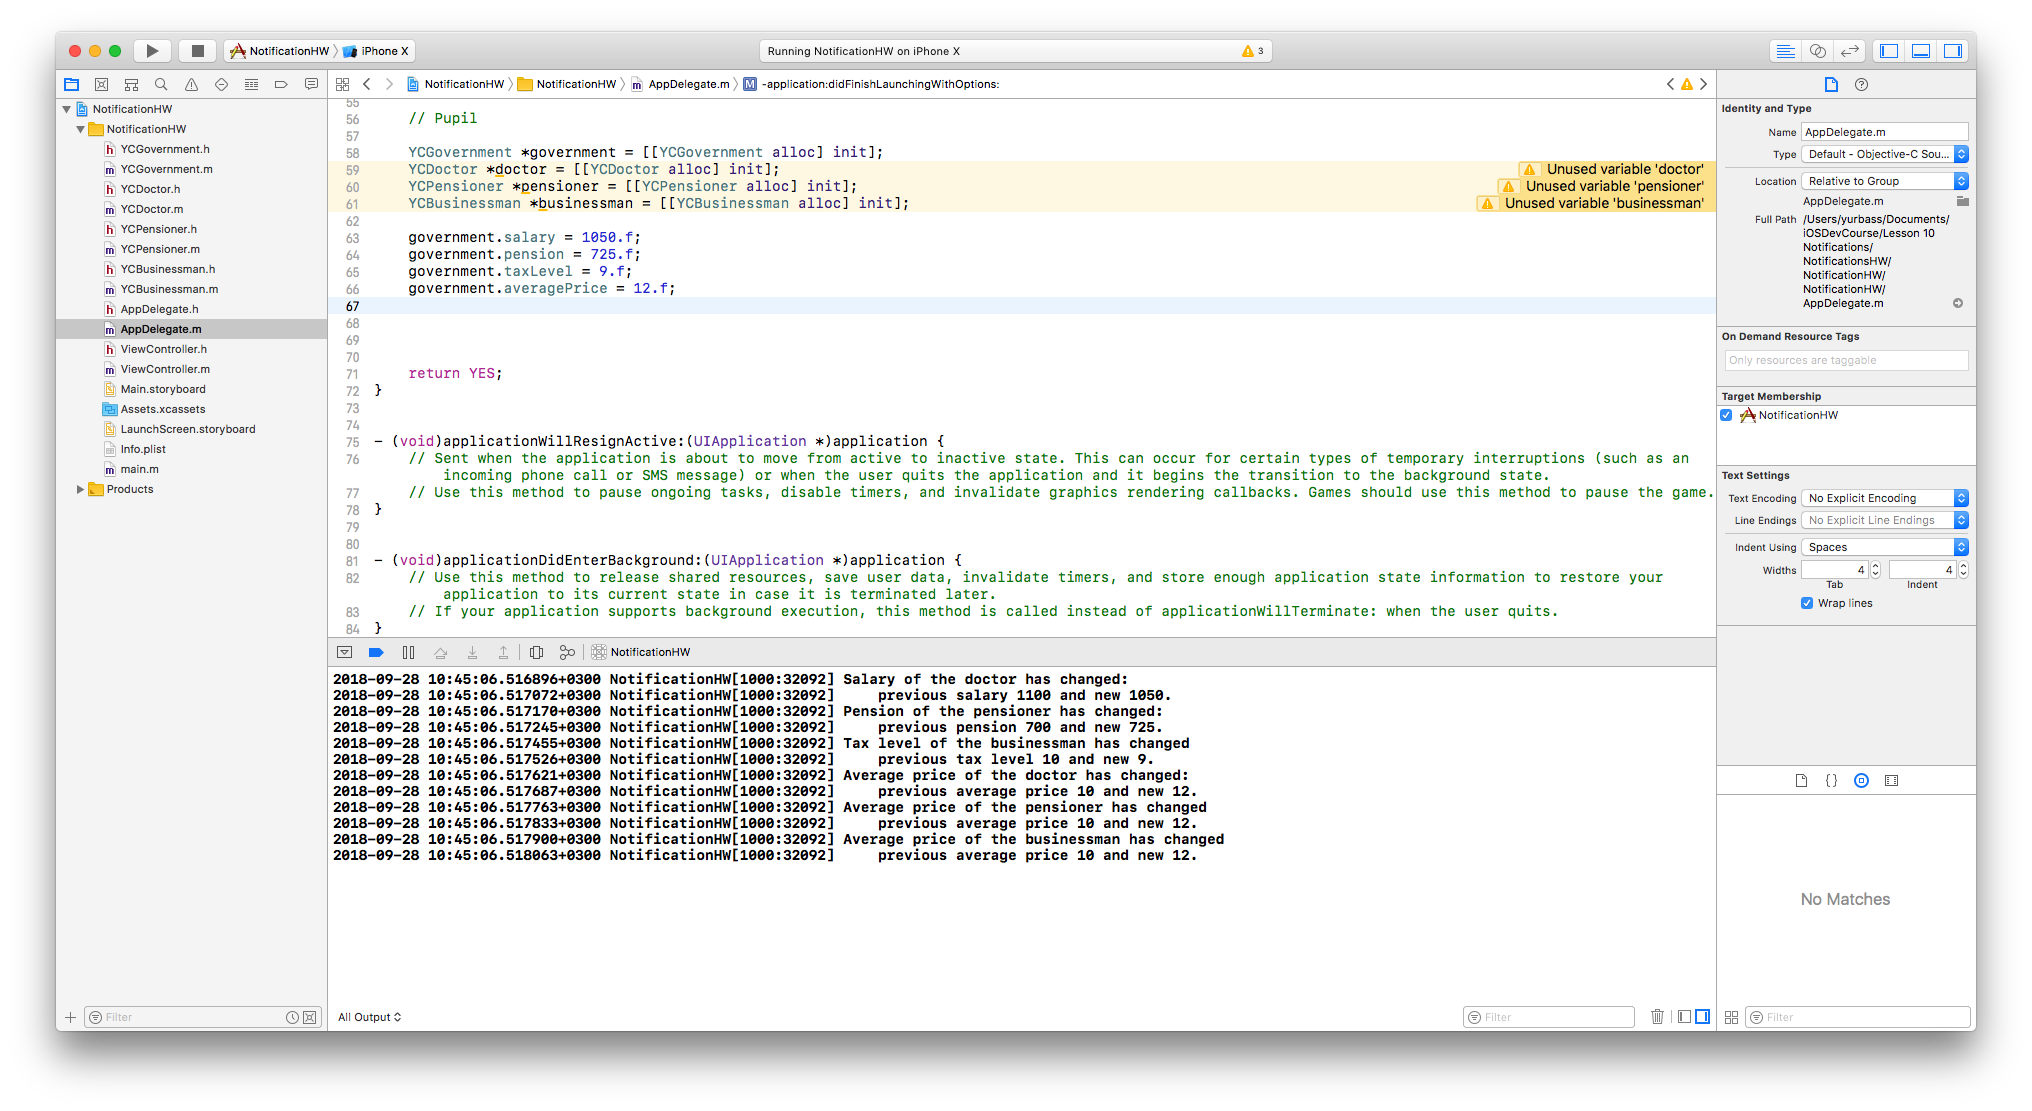 NotificationHW
iPhone X
Running NotificationHW on iPhone X
3
NotificationHW
NotificationHW
YCGovernment.h
YCGovernment.m
YCDoctor.h
YCDoctor.m
YCPensioner.h
YCPensioner.m
YCBusinessman.h
YCBusinessman.m
AppDelegate.h
AppDelegate.m
ViewController.h
ViewController.m
Main.storyboard
Assets.xcassets
LaunchScreen.storyboard
Info.plist
main.m
Products
Filter
NotificationHW
NotificationHW
AppDelegate.m
M -application:didFinishLaunchingWithOptions:
55
56 // Pupil
57
58 YCGovernment *government = [[YCGovernment alloc] init];
59 YCDoctor *doctor = [[YCDoctor alloc] init]; Unused variable 'doctor'
60 YCPensioner *pensioner = [[YCPensioner alloc] init]; Unused variable 'pensioner'
61 YCBusinessman *businessman = [[YCBusinessman alloc] init]; Unused variable 'businessman'
62
63 government.salary = 1050.f;
64 government.pension = 725.f;
65 government.taxLevel = 9.f;
66 government.averagePrice = 12.f;
67
68
69
70
71 return YES;
72 }
73
74
75 - (void)applicationWillResignActive:(UIApplication *)application {
76 // Sent when the application is about to move from active to inactive state. This can occur for certain types of temporary interruptions (such as an
incoming phone call or SMS message) or when the user quits the application and it begins the transition to the background state.
77 // Use this method to pause ongoing tasks, disable timers, and invalidate graphics rendering callbacks. Games should use this method to pause the game.
78 }
79
80
81 - (void)applicationDidEnterBackground:(UIApplication *)application {
82 // Use this method to release shared resources, save user data, invalidate timers, and store enough application state information to restore your
application to its current state in case it is terminated later.
83 // If your application supports background execution, this method is called instead of applicationWillTerminate: when the user quits.
84 }
NotificationHW
2018-09-28 10:45:06.516896+0300 NotificationHW[1000:32092] Salary of the doctor has changed:
2018-09-28 10:45:06.517072+0300 NotificationHW[1000:32092]     previous salary 1100 and new 1050.
2018-09-28 10:45:06.517170+0300 NotificationHW[1000:32092] Pension of the pensioner has changed:
2018-09-28 10:45:06.517245+0300 NotificationHW[1000:32092]     previous pension 700 and new 725.
2018-09-28 10:45:06.517455+0300 NotificationHW[1000:32092] Tax level of the businessman has changed
2018-09-28 10:45:06.517526+0300 NotificationHW[1000:32092]     previous tax level 10 and new 9.
2018-09-28 10:45:06.517621+0300 NotificationHW[1000:32092] Average price of the doctor has changed:
2018-09-28 10:45:06.517687+0300 NotificationHW[1000:32092]     previous average price 10 and new 12.
2018-09-28 10:45:06.517763+0300 NotificationHW[1000:32092] Average price of the pensioner has changed
2018-09-28 10:45:06.517833+0300 NotificationHW[1000:32092]     previous average price 10 and new 12.
2018-09-28 10:45:06.517900+0300 NotificationHW[1000:32092] Average price of the businessman has changed
2018-09-28 10:45:06.518063+0300 NotificationHW[1000:32092]     previous average price 10 and new 12.
All Output
Filter
Identity and Type
Name AppDelegate.m
Type Default - Objective-C Sou...
Location Relative to Group
AppDelegate.m
Full Path /Users/yurbass/Documents/
iOSDevCourse/Lesson 10
Notifications/
NotificationsHW/
NotificationHW/
NotificationHW/
AppDelegate.m
On Demand Resource Tags
Only resources are taggable
Target Membership
NotificationHW
Text Settings
Text Encoding No Explicit Encoding
Line Endings No Explicit Line Endings
Indent Using Spaces
Widths 4 4
Tab Indent
Wrap lines
No Matches
Filter